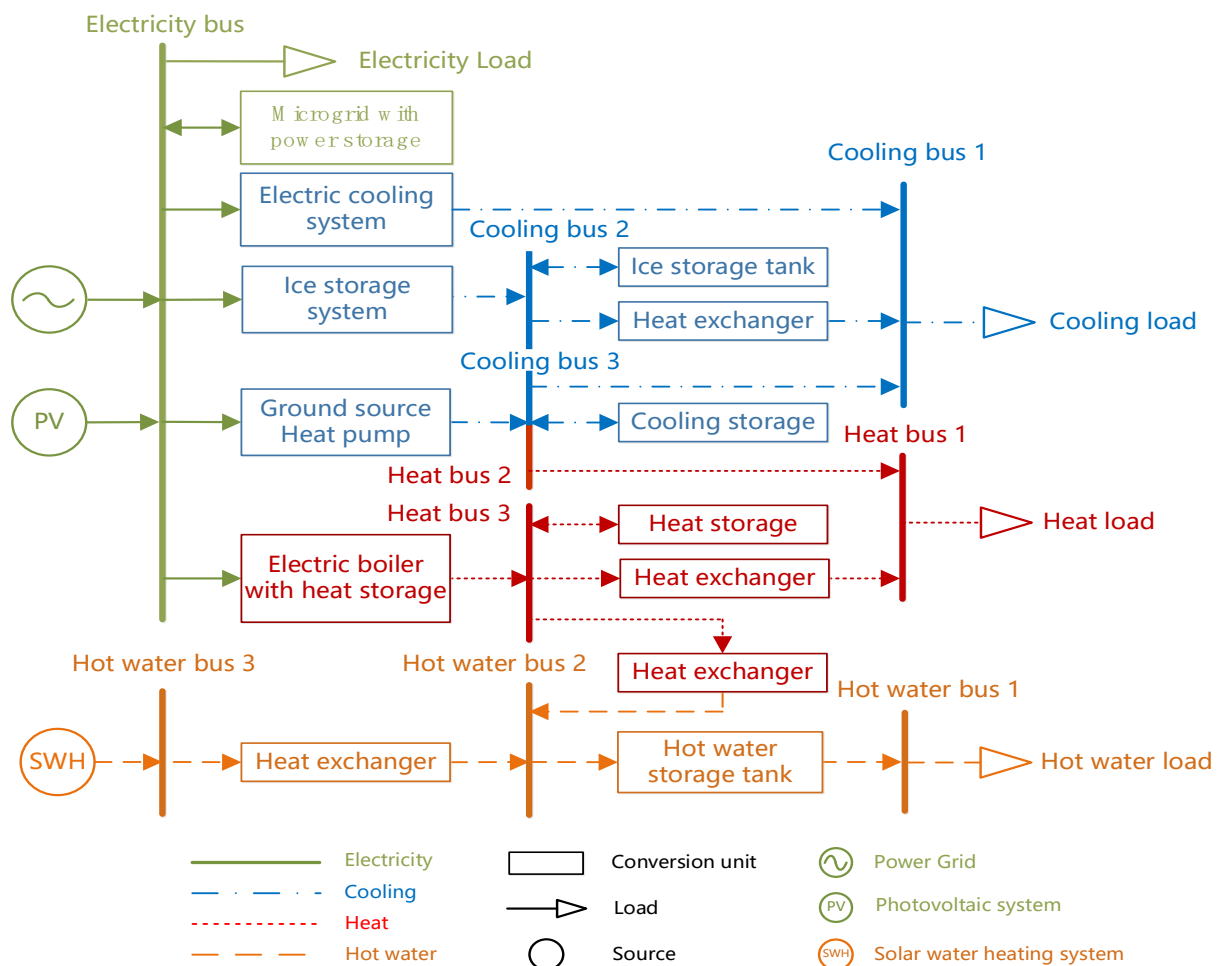 Electricity bus
Electricity Load
Microgrid with
power storage
Cooling bus 1
Electric cooling
system
Cooling bus 2
Ice storage tank
Ice storage
system
Heat exchanger
Cooling load
Cooling bus 3
PV
Ground source
Heat pump
Cooling storage
Heat bus 1
Heat bus 2
Heat bus 3
Heat storage
Heat load
Electric boiler
with heat storage
Heat exchanger
Hot water bus 3
Hot water bus 2
Heat exchanger
Hot water bus 1
SWH
Heat exchanger
Hot water
storage tank
Hot water load
Electricity
Conversion unit
Power Grid
Cooling
Heat
Load
PV
Photovoltaic system
Hot water
Source
SWH
Solar water heating system